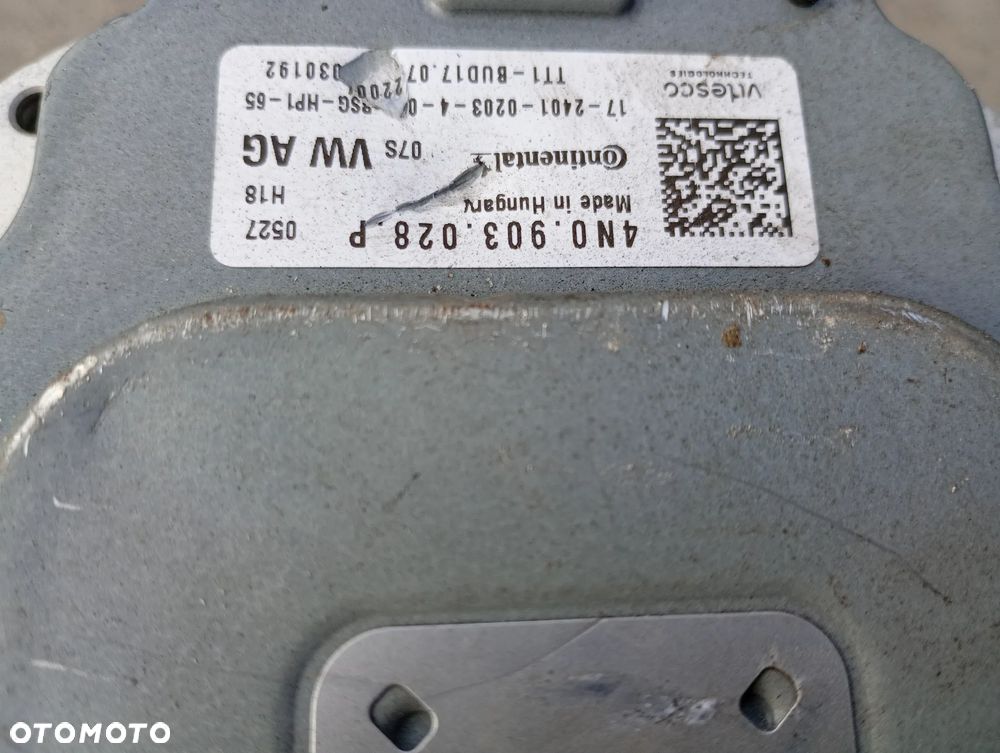 4N0.903.028.P 0527
Made in Hungary H18
Continental 07S VW AG
17-2401-0203-4-0 RSG-HP1-65
TT1-BUD17.07 030192
vitesco
TECHNOLOGIES
OTOMOTO